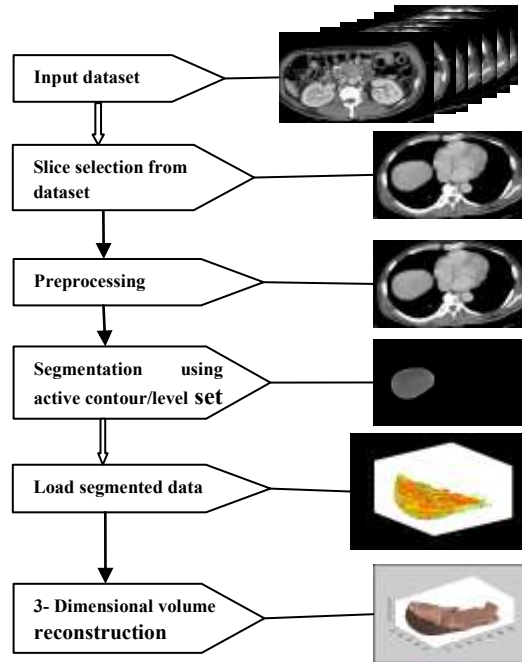 Input dataset
Slice selection from
dataset
Preprocessing
Segmentation using
active contour/level set
Load segmented data
3- Dimensional volume
reconstruction